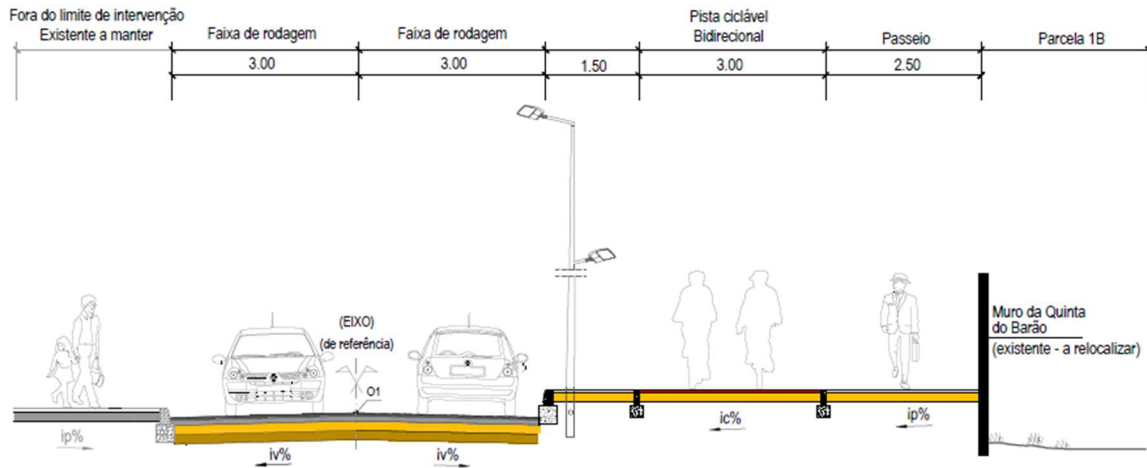 Fora do limite de intervenção
Existente a manter
Faixa de rodagem
Faixa de rodagem
Pista ciclável
Bidirecional
Passeio
Parcela 1B
3.00
3.00
1.50
3.00
2.50
(EIXO)
(de referência)
O1
Muro da Quinta
do Barão
(existente - a relocalizar)
ip%
iv%
iv%
ic%
ip%